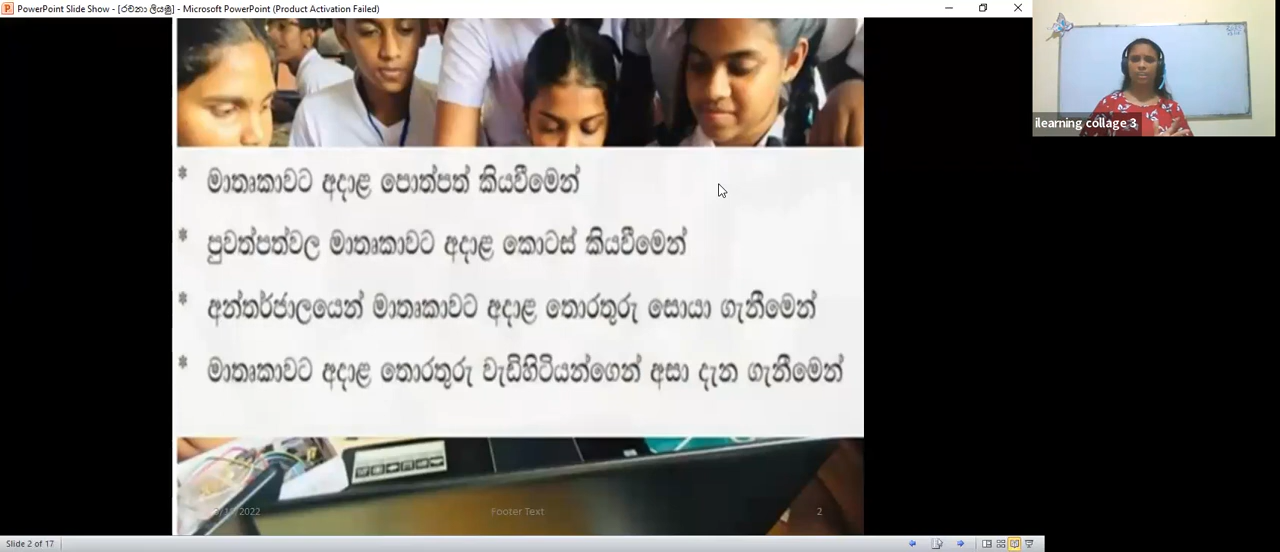 PowerPoint Slide Show - [රචනා ලියමු] - Microsoft PowerPoint (Product Activation Failed)
ilearning collage 3
* මාතෘකාවට අදාළ පොත්පත් කියවීමෙන්
* පුවත්පත්වල මාතෘකාවට අදාළ කොටස් කියවීමෙන්
* අන්තර්ජාලයෙන් මාතෘකාවට අදාළ තොරතුරු සොයා ගැනීමෙන්
* මාතෘකාවට අදාළ තොරතුරු වැඩිහිටියන්ගෙන් අසා දැන ගැනීමෙන්
2022 Footer Text 2
Slide 2 of 17